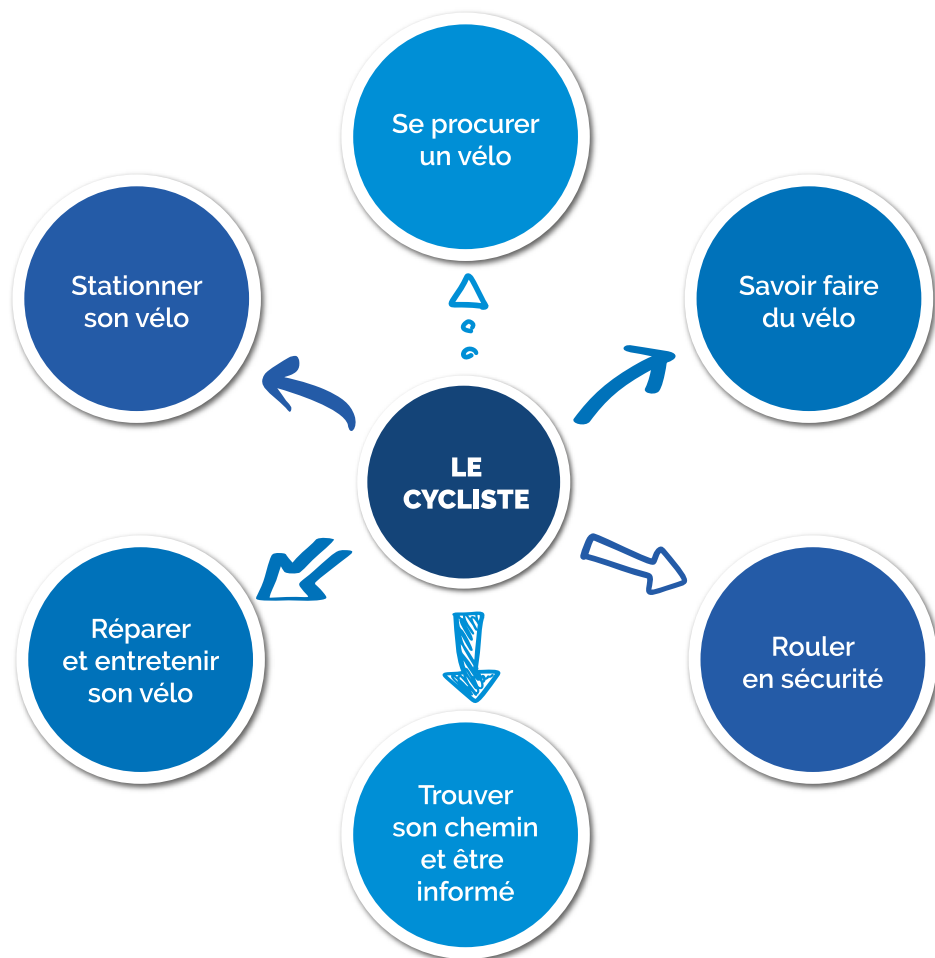 Se procurer
un vélo
Savoir faire
du vélo
Rouler
en sécurité
Trouver
son chemin
et être
informé
Réparer
et entretenir
son vélo
Stationner
son vélo
LE
CYCLISTE